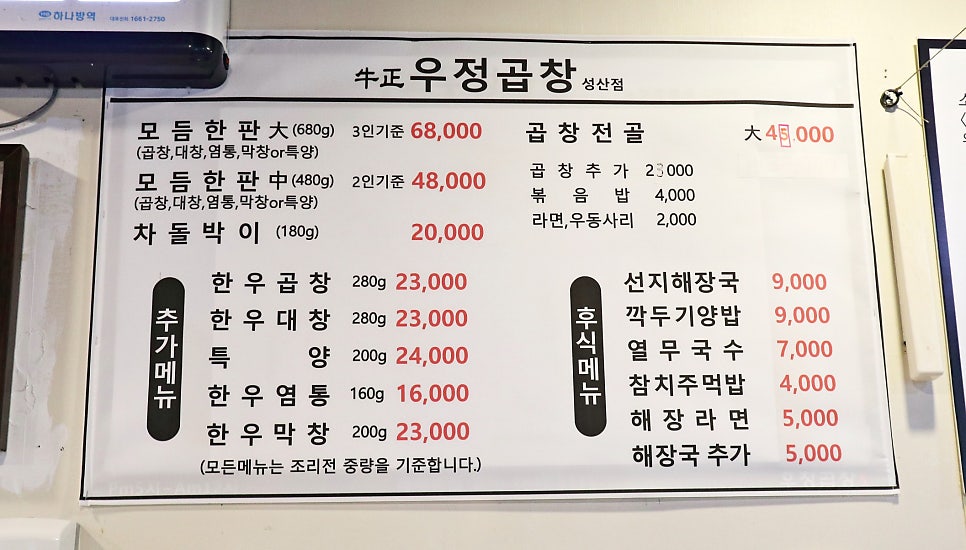 하나방역 대표전화 1661-2750
牛正우정곱창 성산점
모듬한판大(680g) 3인기준 68,000
(곱창,대창,염통,막창or특양)
모듬한판中(480g) 2인기준 48,000
(곱창,대창,염통,막창or특양)
차돌박이 (180g) 20,000
곱창전골 大 45,000
곱창추가
볶음밥 4,000
라면,우동사리 2,000
추가메뉴
한우곱창 280g 23,000
한우대창 280g 23,000
특양 200g 24,000
한우염통 160g 16,000
한우막창 200g 23,000
(모든메뉴는 조리전 중량을 기준합니다.)
후식메뉴
선지해장국 9,000
깍두기양밥 9,000
열무국수 7,000
참치주먹밥 4,000
해장라면 5,000
해장국 추가 5,000